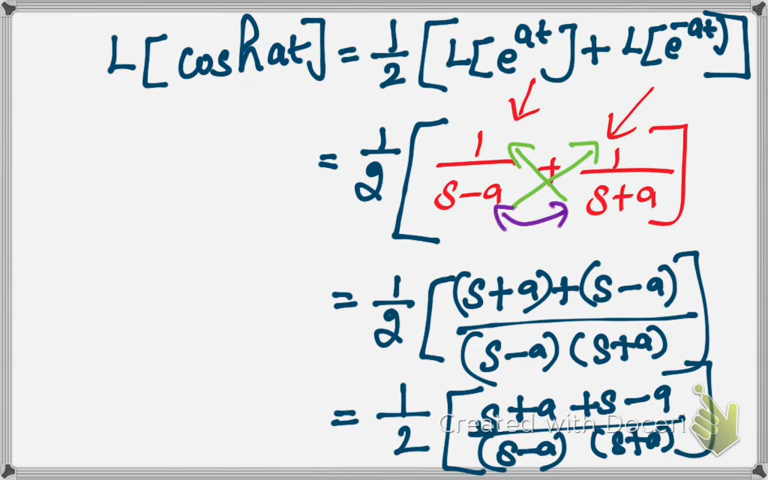 L[coshat] = 1/2 [L[e^at] + L[e^-at]]
= 1/2 [1/(s-a) + 1/(s+a)]
= 1/2 [(s+a)+(s-a) / (s-a)(s+a)]
= 1/2 [s+a+s-a / (s-a)(s+a)]
Created with Doceri